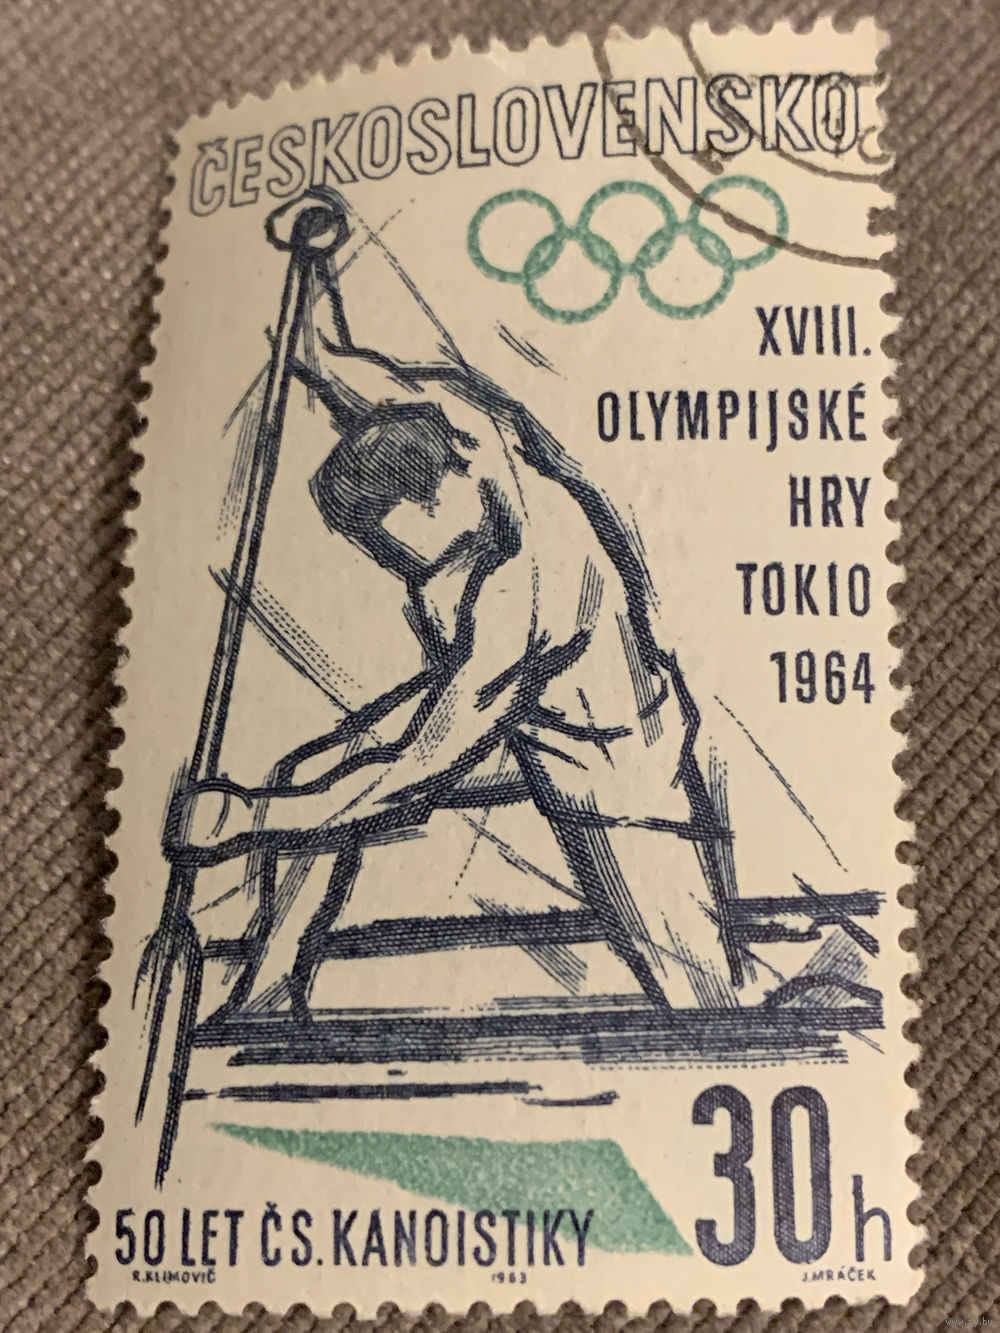 ČESKOSLOVENSKO
XVIII.
OLYMPIJSKÉ
HRY
TOKIO
1964
30h
50 LET ČS. KANOISTIKY
R.KLIMOVIČ 1963 J.MRÁČEK